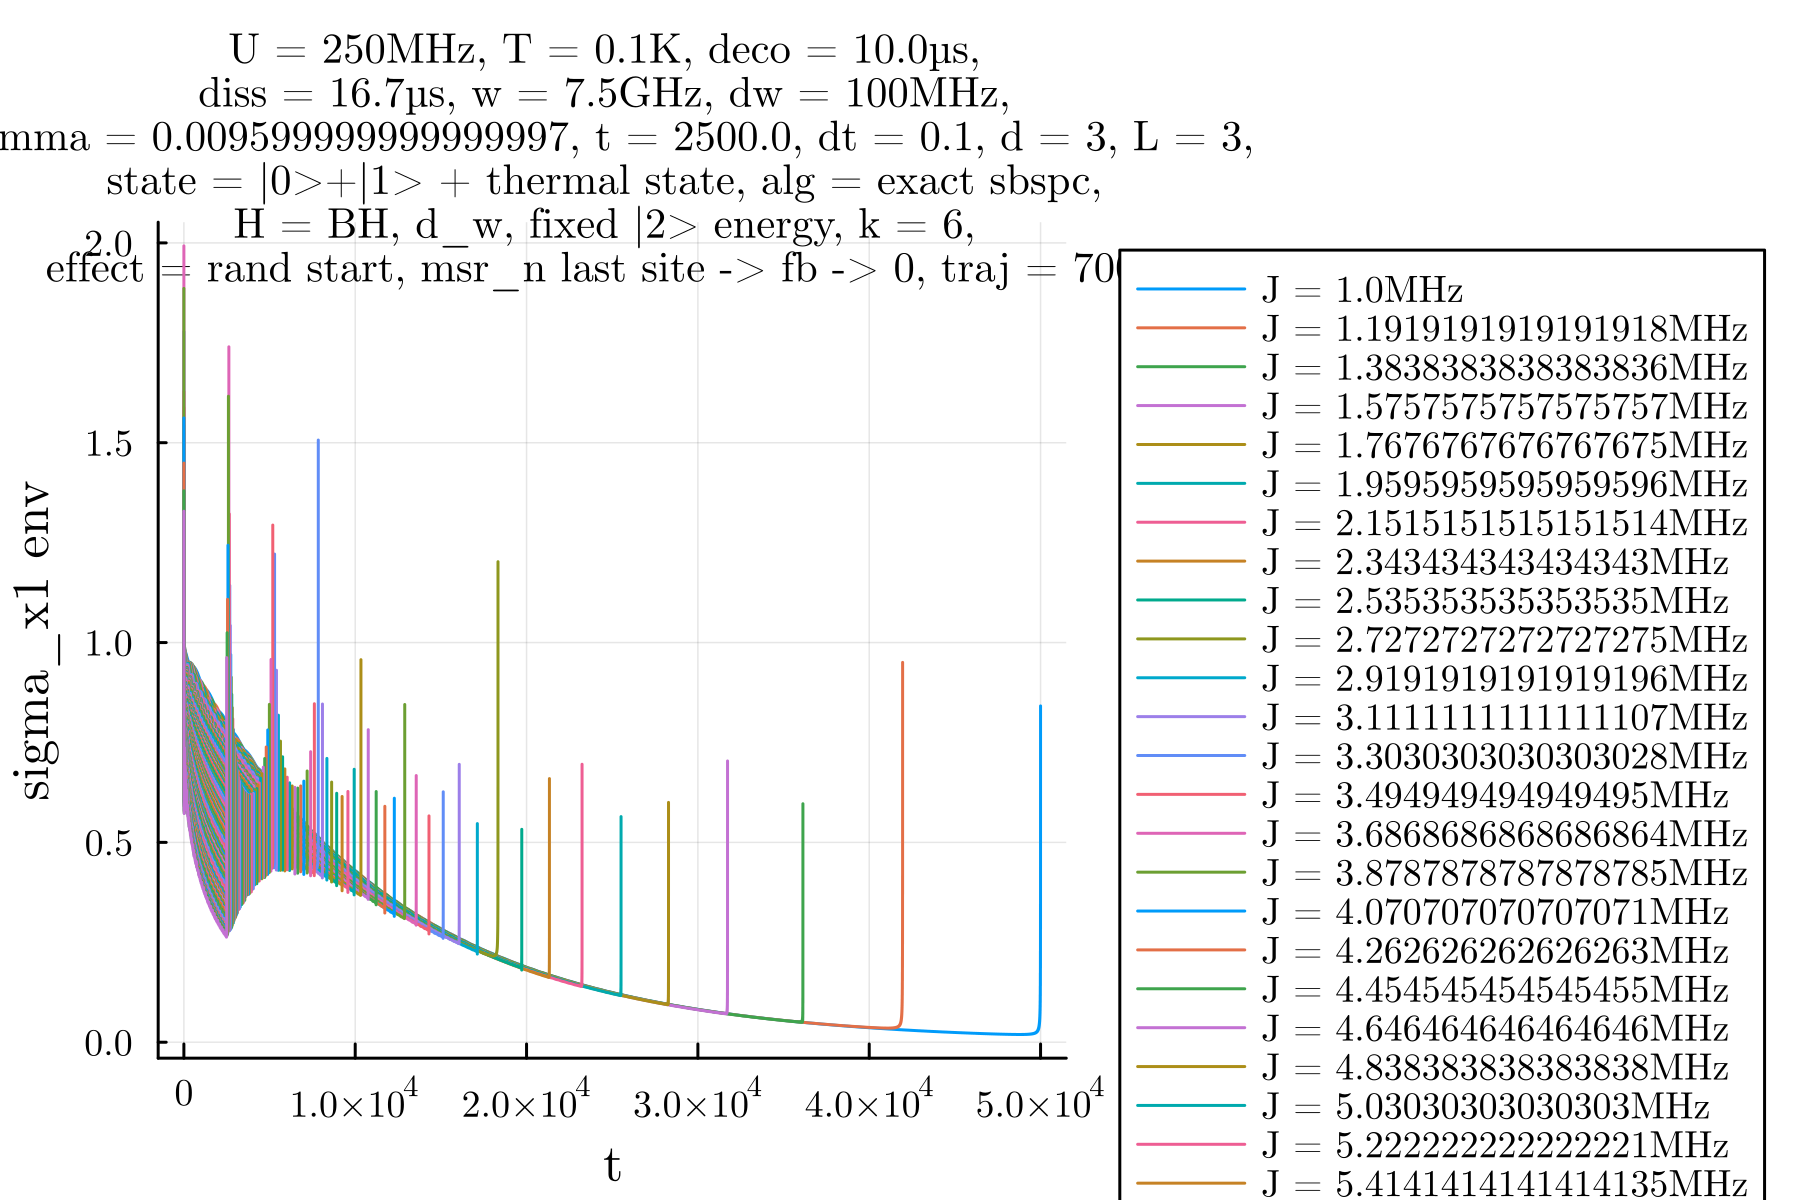 U = 250MHz, T = 0.1K, deco = 10.0µs,
diss = 16.7µs, w = 7.5GHz, dw = 100MHz,
mma = 0.009599999999999997, t = 2500.0, dt = 0.1, d = 3, L = 3,
state = |0>+|1> + thermal state, alg = exact sbspc,
H = BH, d_w, fixed |2> energy, k = 6,
effect = rand start, msr_n last site -> fb -> 0, traj = 700
sigma_x1 env
2.0
1.5
1.0
0.5
0.0
0
1.0×10⁴
2.0×10⁴
3.0×10⁴
4.0×10⁴
5.0×10⁴
t
J = 1.0MHz
J = 1.1919191919191918MHz
J = 1.3838383838383836MHz
J = 1.5757575757575757MHz
J = 1.7676767676767675MHz
J = 1.9595959595959596MHz
J = 2.1515151515151514MHz
J = 2.343434343434343MHz
J = 2.535353535353535MHz
J = 2.7272727272727275MHz
J = 2.9191919191919196MHz
J = 3.1111111111111107MHz
J = 3.3030303030303028MHz
J = 3.494949494949495MHz
J = 3.6868686868686864MHz
J = 3.8787878787878785MHz
J = 4.070707070707071MHz
J = 4.262626262626263MHz
J = 4.454545454545455MHz
J = 4.646464646464646MHz
J = 4.838383838383838MHz
J = 5.03030303030303MHz
J = 5.222222222222221MHz
J = 5.4141414141414135MHz